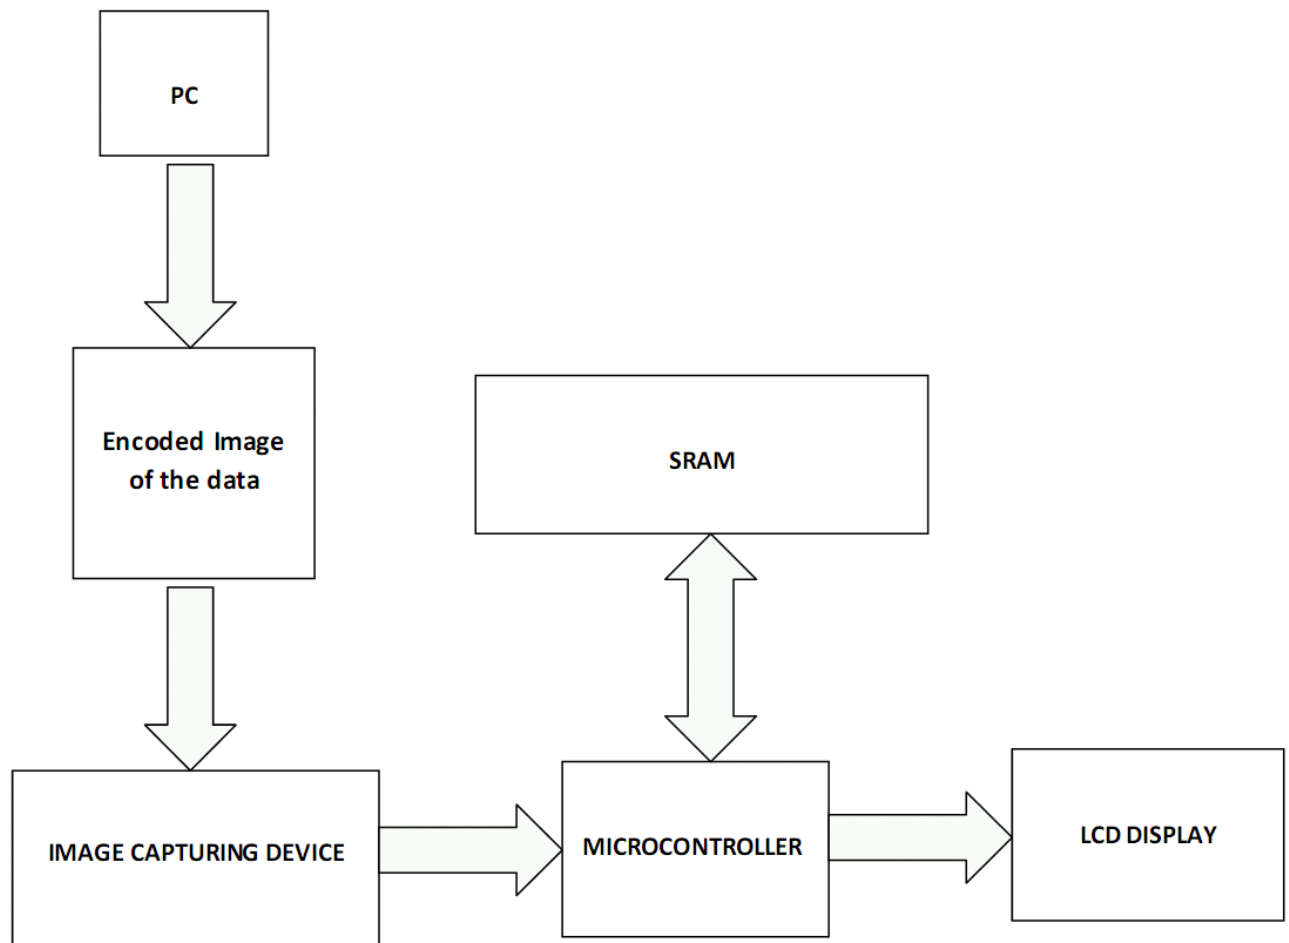 PC
Encoded Image
of the data
SRAM
IMAGE CAPTURING DEVICE
MICROCONTROLLER
LCD DISPLAY